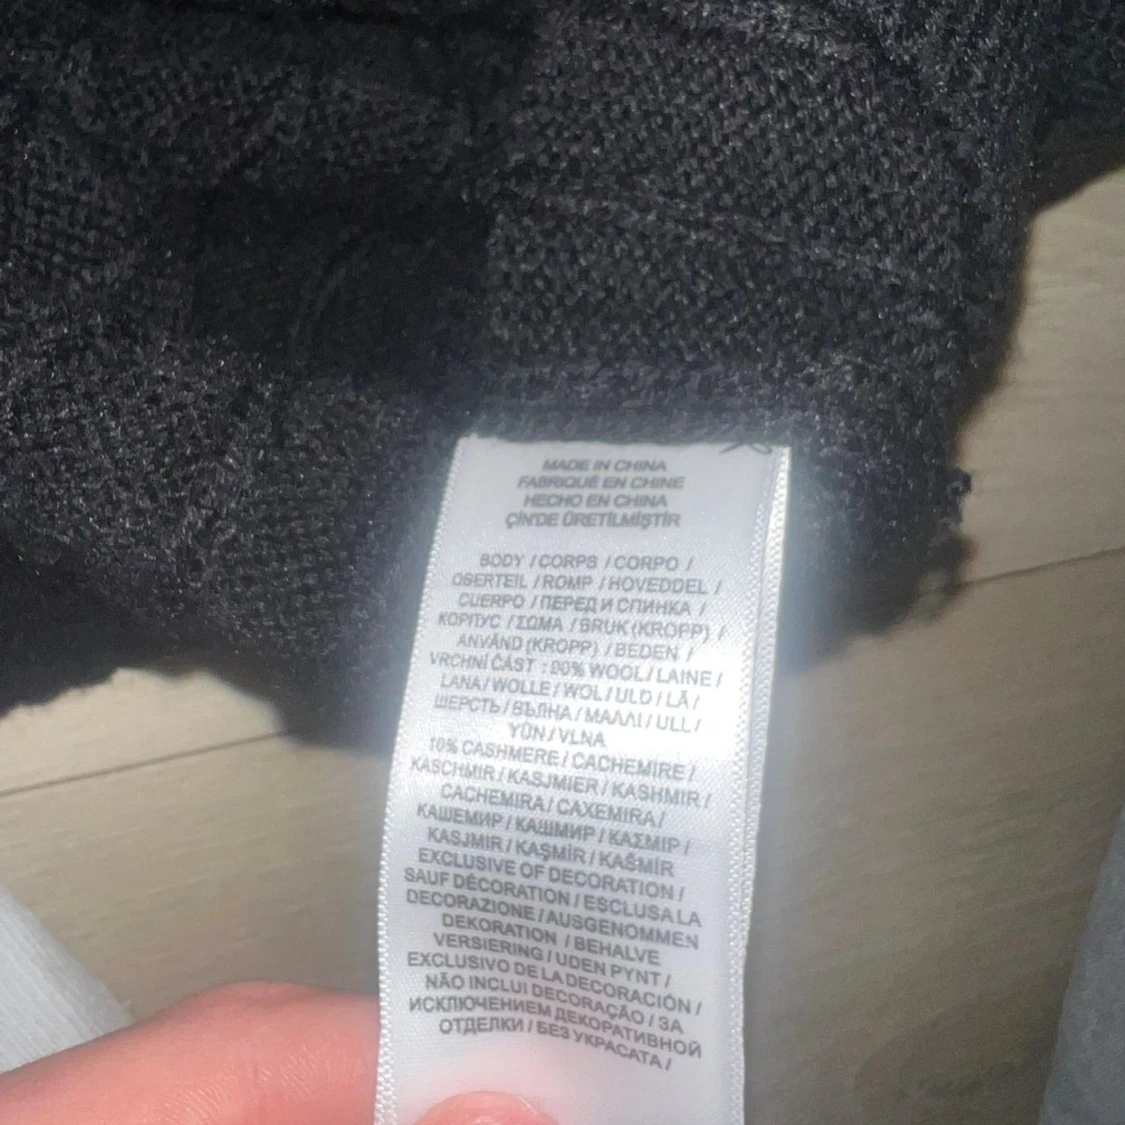 MADE IN CHINA
FABRIQUÉ EN CHINE
HECHO EN CHINA
ÇİN'DE ÜRETİLMİŞTİR
BODY / CORPS / CORPO /
OBERTEIL / ROMP / HOVEDDEL /
CUERPO / ПЕРЕД И СПИНКА /
КОРПУС / ΣΩΜΑ / BRUK (KROPP) /
ANVÄND (KROPP) / BEDEN /
VRCHNÍ ČÁST : 90% WOOL / LAINE /
LANA / WOLLE / WOL / ULD / LÃ /
ШЕРСТЬ / ВЪЛНА / ΜΑΛΛΙ / ULL /
YÜN / VLNA
10% CASHMERE / CACHEMIRE /
KASCHMIR / KASJMIER / KASHMIR /
CACHEMIRA / CAXEMIRA /
КАШЕМИР / КАШМИР / ΚΑΣΜΙΡ /
KASJMIR / KAŞMİR / KAŠMÍR
EXCLUSIVE OF DECORATION /
SAUF DÉCORATION / ESCLUSA LA
DECORAZIONE / AUSGENOMMEN
DEKORATION / BEHALVE
VERSIERING / UDEN PYNT /
EXCLUSIVO DE LA DECORACIÓN /
NÃO INCLUI DECORAÇÃO / ЗА
ИСКЛЮЧЕНИЕМ ДЕКОРАТИВНОЙ
ОТДЕЛКИ / БЕЗ УКРАСАТА /